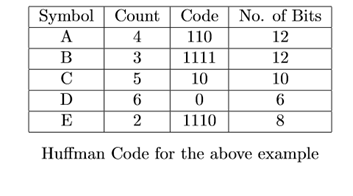 Symbol Count Code No. of Bits
A 4 110 12
B 3 1111 12
C 5 10 10
D 6 0 6
E 2 1110 8
Huffman Code for the above example